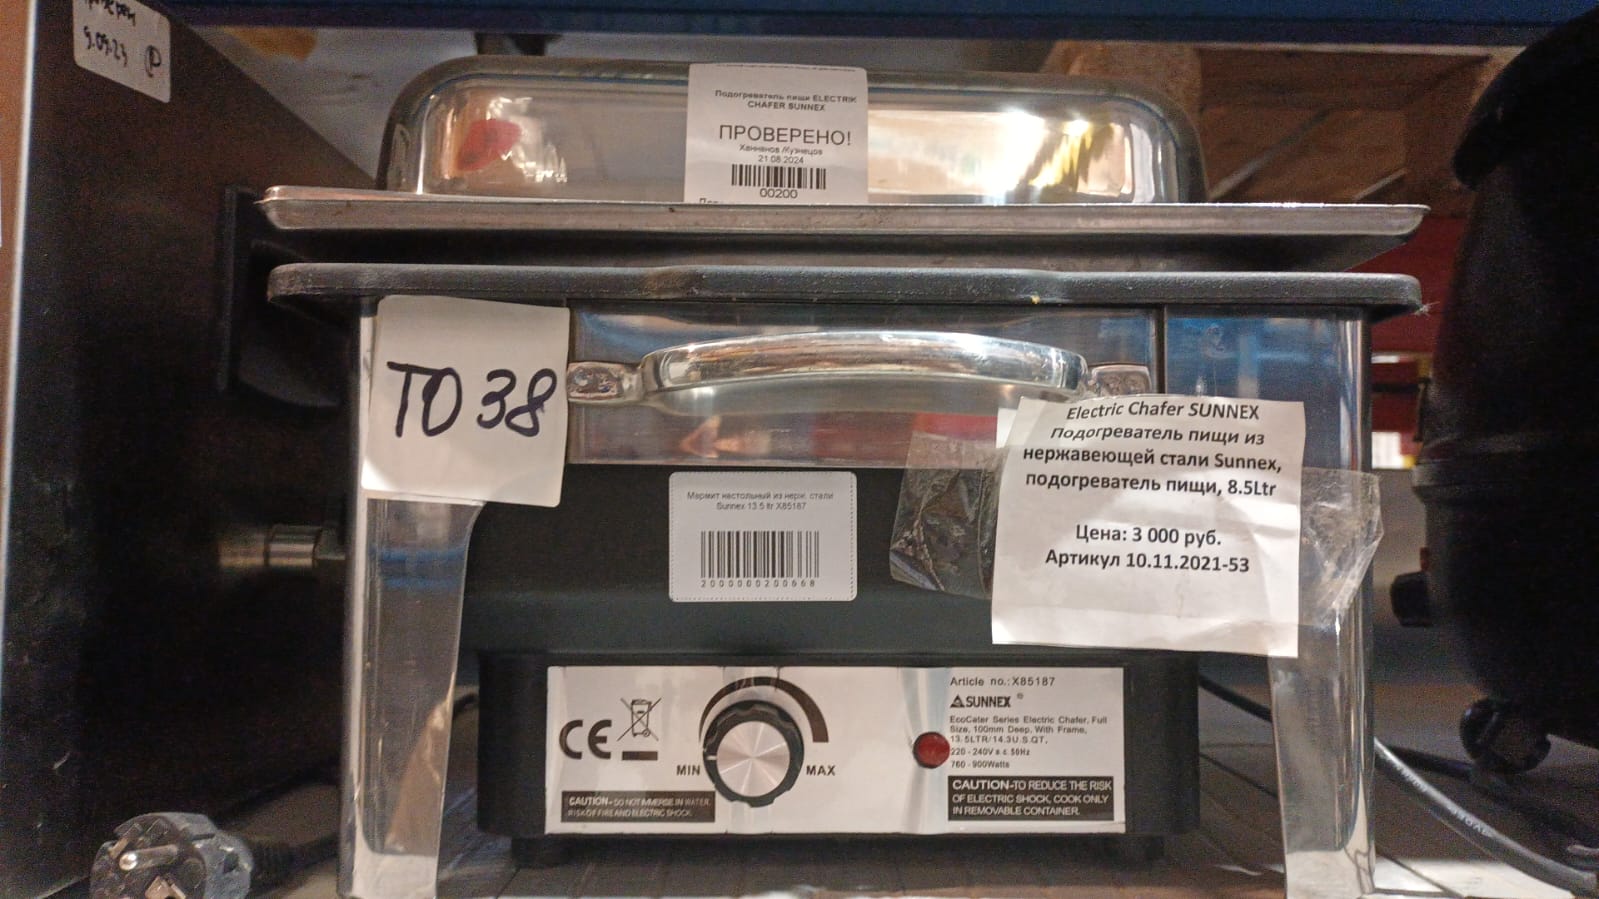 9.09.23
Подогреватель пищи ELECTRIK
CHAFER SUNNEX
ПРОВЕРЕНО!
Ханнанов /Кузнецов
21.08.2024
00200
ТО 38
Electric Chafer SUNNEX
Подогреватель пищи из
нержавеющей стали Sunnex,
подогреватель пищи, 8.5Ltr
Цена: 3 000 руб.
Артикул 10.11.2021-53
Мармит настольный из нерж. стали
Sunnex 13.5 ltr X85187
2000000200668
CE
MIN
MAX
CAUTION- DO NOT IMMERSE IN WATER.
RISK OF FIRE AND ELECTRIC SHOCK.
Article no.:X85187
SUNNEX ®
EcoCater Series Electric Chafer, Full
Size, 100mm Deep, With Frame,
13.5LTR/14.3U.S.QT,
220 - 240V a.c. 50Hz
760 - 900Watts
CAUTION-TO REDUCE THE RISK
OF ELECTRIC SHOCK, COOK ONLY
IN REMOVABLE CONTAINER.